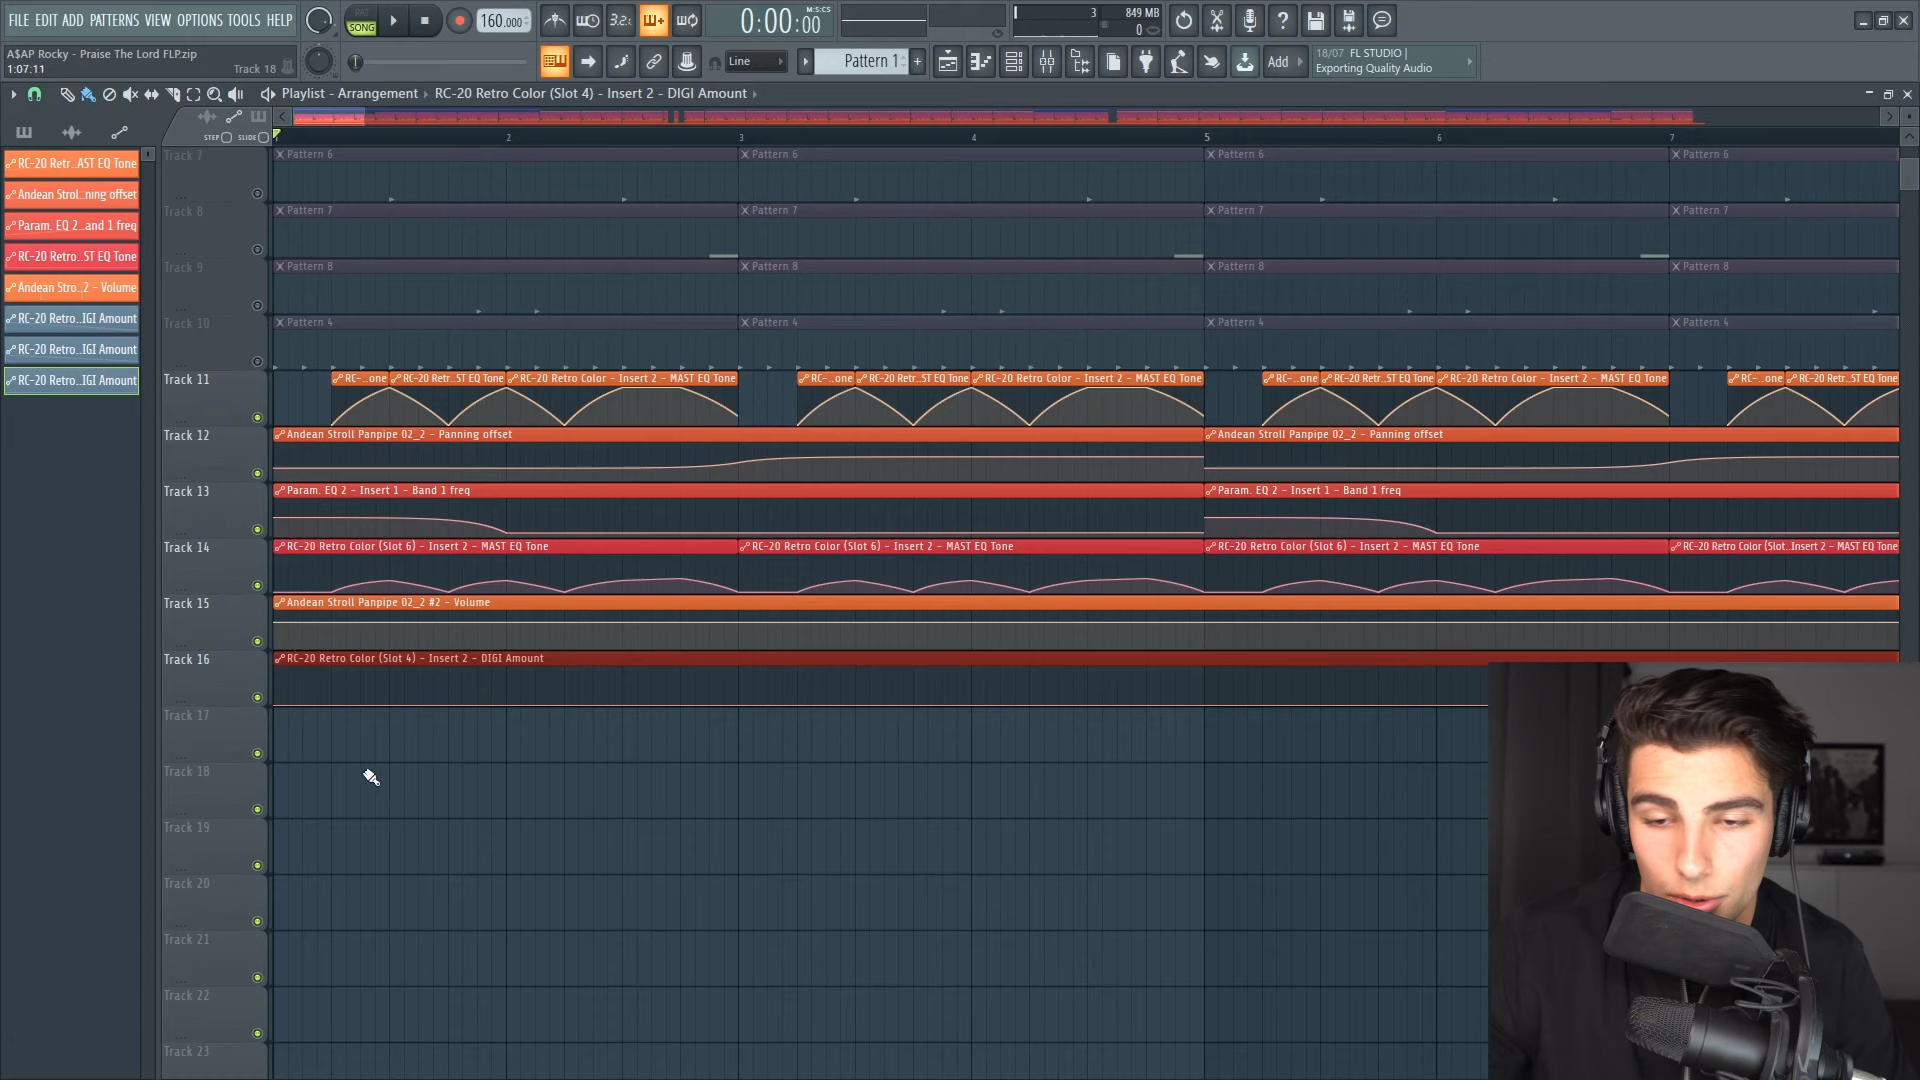 FILE EDIT ADD PATTERNS VIEW OPTIONS TOOLS HELP
PAT
SONG
160.000
3.2.:
0:00:00
M:S:CS
3
849 MB
0
A$AP Rocky - Praise The Lord FLP.zip
1:07:11
Track 18
Line
Pattern 1
+
Add
18/07 FL STUDIO |
Exporting Quality Audio
Playlist - Arrangement ▸ RC-20 Retro Color (Slot 4) - Insert 2 - DIGI Amount ▸
STEP
SLIDE
2
3
4
5
6
7
RC-20 Retr..AST EQ Tone
Andean Strol..ning offset
Param. EQ 2..and 1 freq
RC-20 Retro..ST EQ Tone
Andean Stro..2 - Volume
RC-20 Retro..IGI Amount
RC-20 Retro..IGI Amount
RC-20 Retro..IGI Amount
Track 7
Pattern 6
Pattern 6
Pattern 6
Pattern 6
Track 8
Pattern 7
Pattern 7
Pattern 7
Pattern 7
Track 9
Pattern 8
Pattern 8
Pattern 8
Pattern 8
Track 10
Pattern 4
Pattern 4
Pattern 4
Pattern 4
Track 11
RC-..one
RC-20 Retr..ST EQ Tone
RC-20 Retro Color - Insert 2 - MAST EQ Tone
RC-..one
RC-20 Retr..ST EQ Tone
RC-20 Retro Color - Insert 2 - MAST EQ Tone
RC-..one
RC-20 Retr..ST EQ Tone
RC-20 Retro Color - Insert 2 - MAST EQ Tone
RC-..one
RC-20 Retr..ST EQ Tone
Track 12
Andean Stroll Panpipe 02_2 - Panning offset
Andean Stroll Panpipe 02_2 - Panning offset
Track 13
Param. EQ 2 - Insert 1 - Band 1 freq
Param. EQ 2 - Insert 1 - Band 1 freq
Track 14
RC-20 Retro Color (Slot 6) - Insert 2 - MAST EQ Tone
RC-20 Retro Color (Slot 6) - Insert 2 - MAST EQ Tone
RC-20 Retro Color (Slot 6) - Insert 2 - MAST EQ Tone
RC-20 Retro Color (Slot..Insert 2 - MAST EQ Tone
Track 15
Andean Stroll Panpipe 02_2 #2 - Volume
Track 16
RC-20 Retro Color (Slot 4) - Insert 2 - DIGI Amount
Track 17
Track 18
Track 19
Track 20
Track 21
Track 22
Track 23